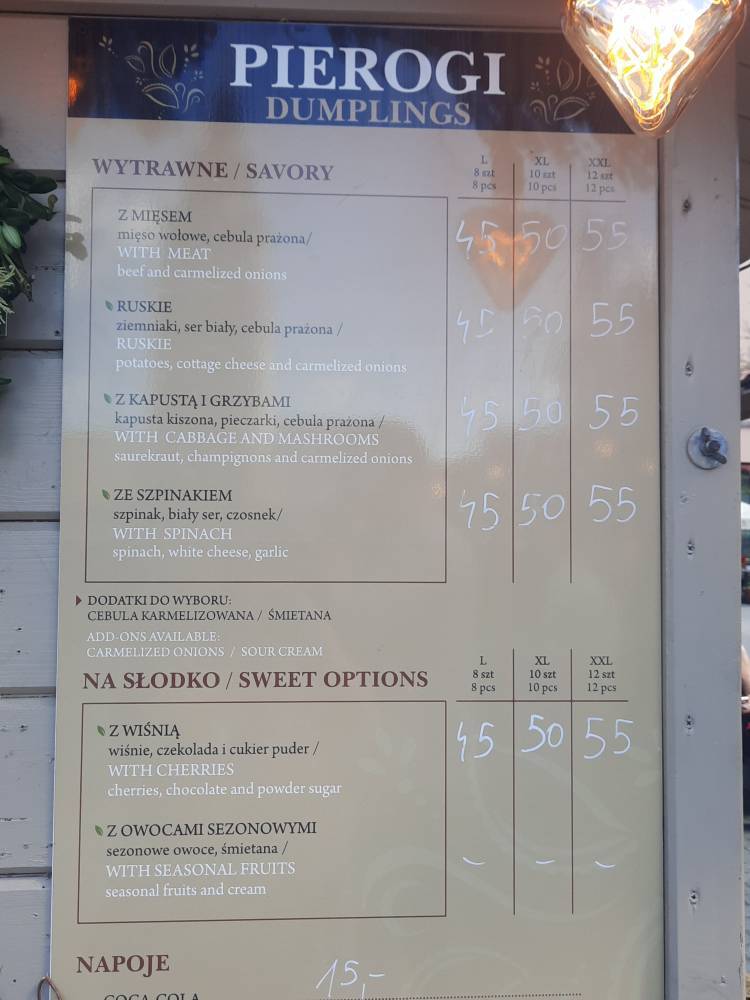 PIEROGI
DUMPLINGS
WYTRAWNE / SAVORY
L XL XXL
8 szt 10 szt 12 szt
8 pcs 10 pcs 12 pc.
Z MIĘSEM
mięso wołowe, cebula prażona/
WITH MEAT
beef and carmelized onions
45 50 55
RUSKIE
ziemniaki, ser biały, cebula prażona /
RUSKIE
potatoes, cottage cheese and carmelized onions
45 50 55
Z KAPUSTĄ I GRZYBAMI
kapusta kiszona, pieczarki, cebula prażona /
WITH CABBAGE AND MASHROOMS
saurekraut, champignons and carmelized onions
45 50 55
ZE SZPINAKIEM
szpinak, biały ser, czosnek/
WITH SPINACH
spinach, white cheese, garlic
45 50 55
DODATKI DO WYBORU:
CEBULA KARMELIZOWANA / ŚMIETANA
ADD-ONS AVAILABLE:
CARMELIZED ONIONS / SOUR CREAM
NA SŁODKO / SWEET OPTIONS
L XL XXL
8 szt 10 szt 12 szt
8 pcs 10 pcs 12 pcs
Z WIŚNIĄ
wiśnie, czekolada i cukier puder /
WITH CHERRIES
cherries, chocolate and powder sugar
45 50 55
Z OWOCAMI SEZONOWYMI
sezonowe owoce, śmietana /
WITH SEASONAL FRUITS
seasonal fruits and cream
- - -
NAPOJE
15,-
COCA COLA